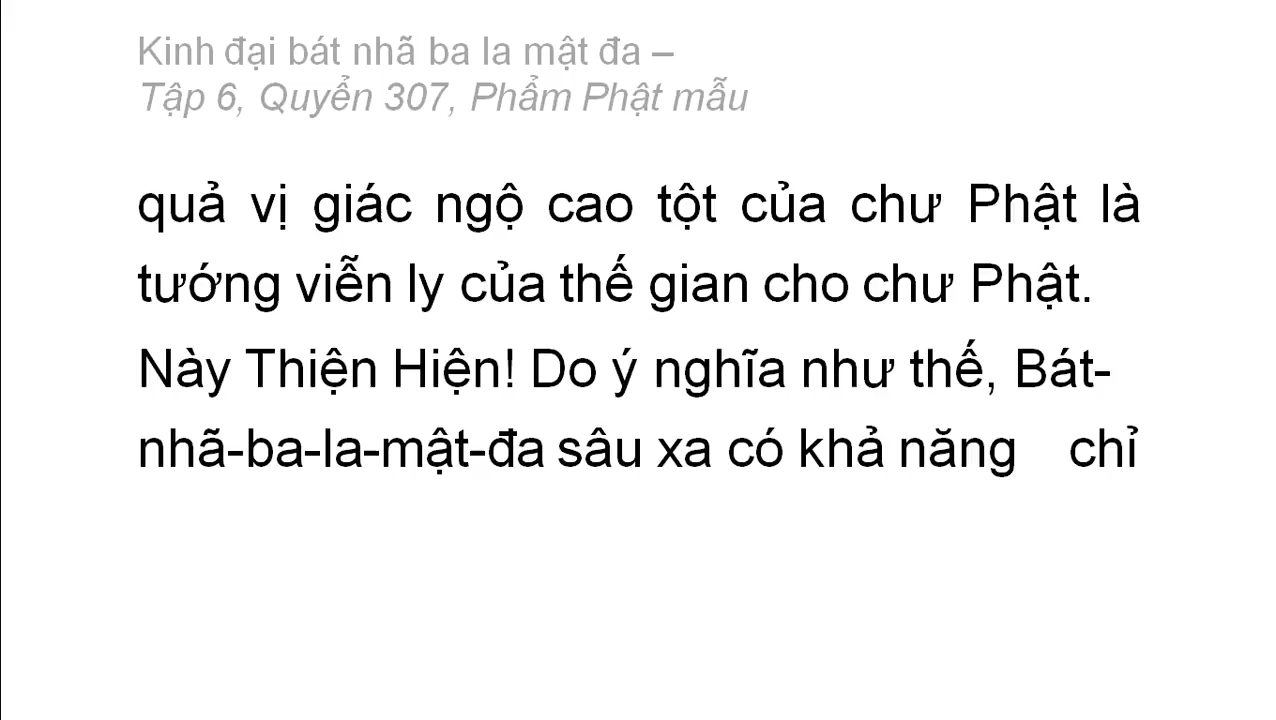 Kinh đại bát nhã ba la mật đa –
Tập 6, Quyển 307, Phẩm Phật mẫu
quả vị giác ngộ cao tột của chư Phật là
tướng viễn ly của thế gian cho chư Phật.
Này Thiện Hiện! Do ý nghĩa như thế, Bát-
nhã-ba-la-mật-đa sâu xa có khả năng chỉ